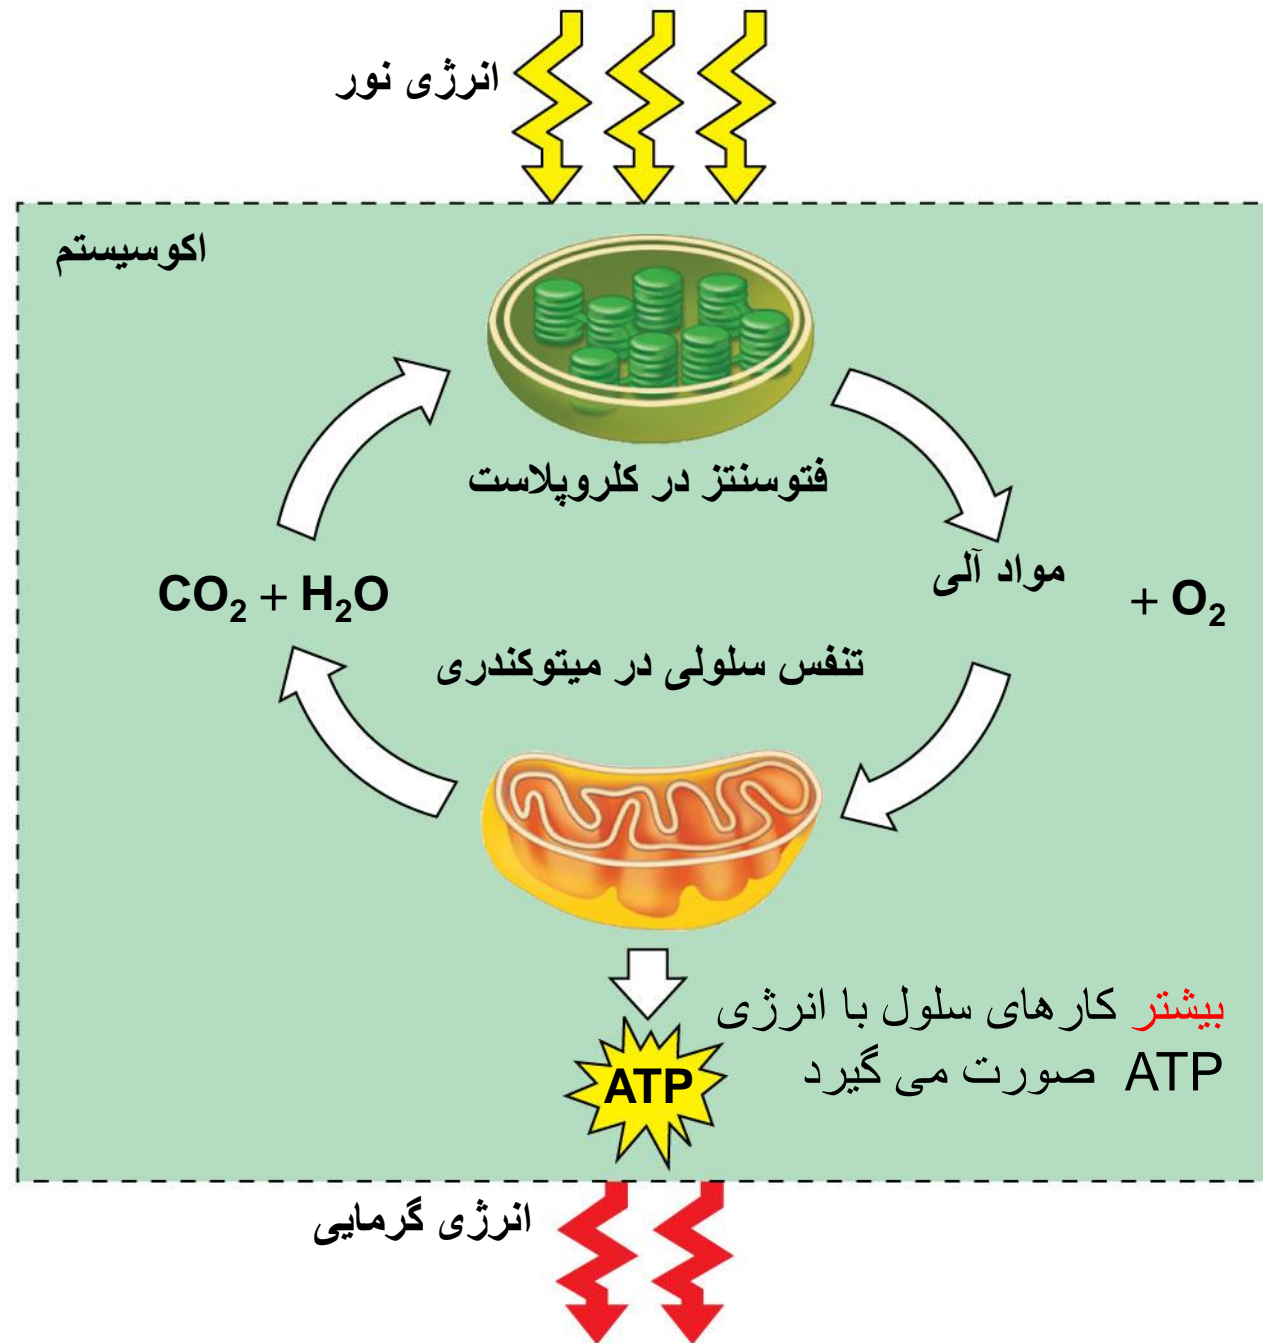 انرژی نور
اکوسیستم
فتوسنتز در کلروپلاست
مواد آلی
+ O₂
CO₂ + H₂O
تنفس سلولی در میتوکندری
بیشتر کارهای سلول با انرژی
ATP صورت می گیرد
ATP
انرژی گرمایی